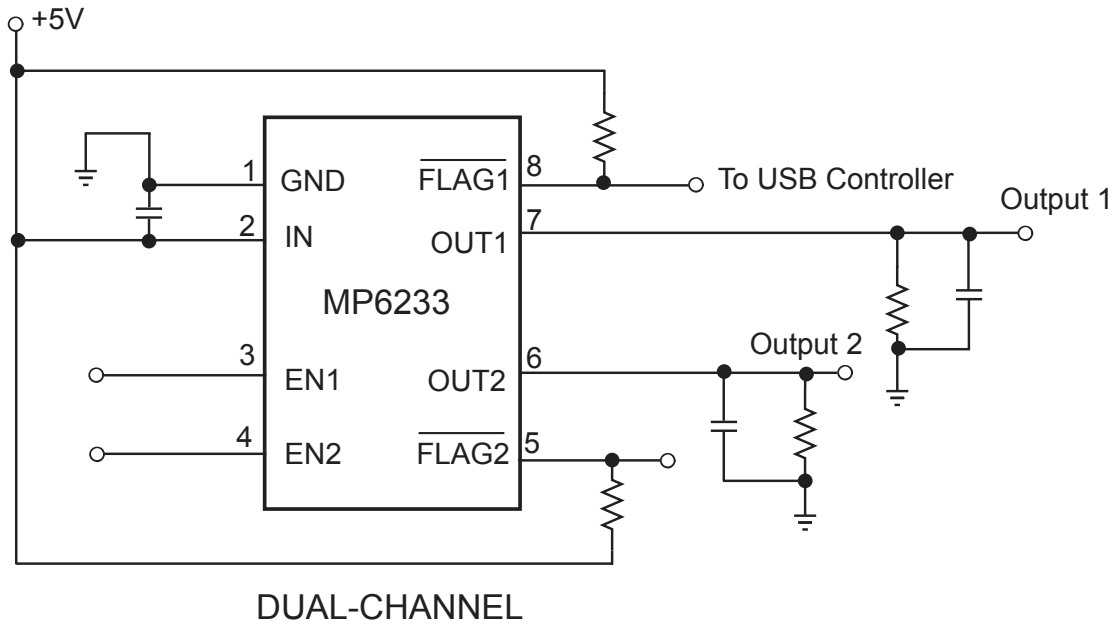 +5V
1
GND
FLAG1
8
To USB Controller
2
IN
OUT1
7
Output 1
MP6233
3
EN1
OUT2
6
Output 2
4
EN2
FLAG2
5
DUAL-CHANNEL